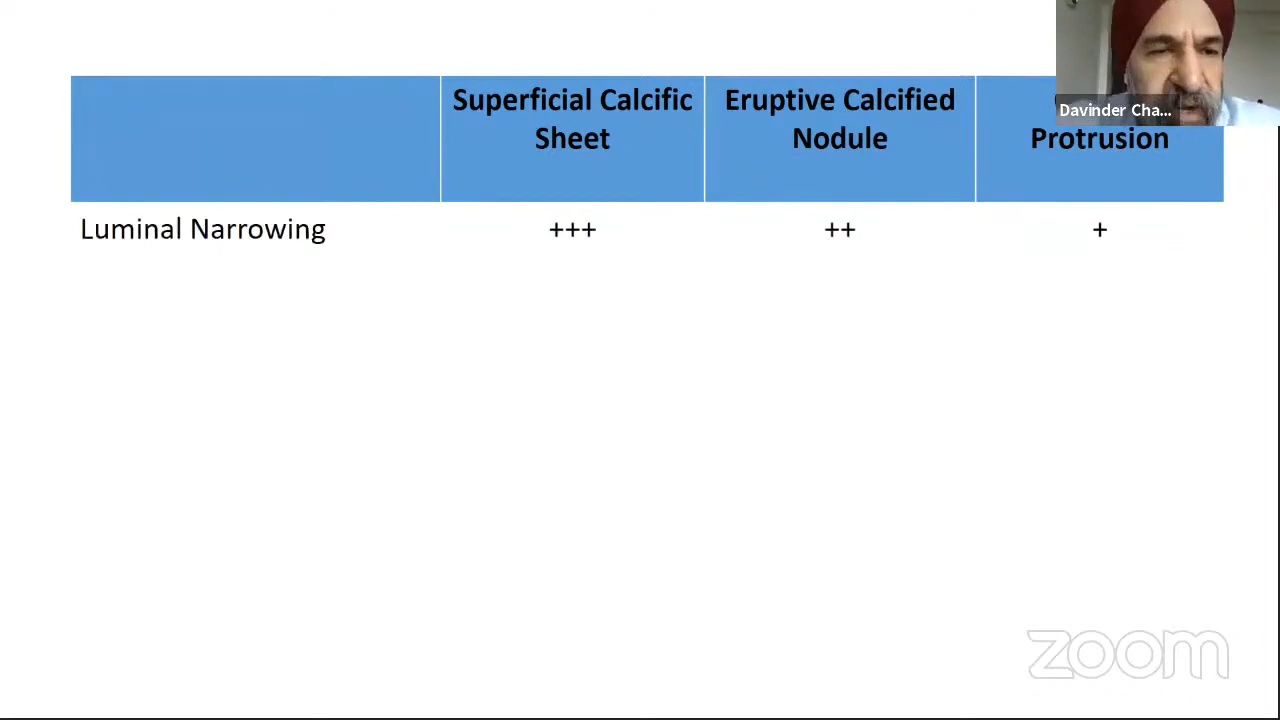 Superficial Calcific
Sheet
Eruptive Calcified
Nodule
Protrusion
Davinder Cha...
Luminal Narrowing +++ ++ +
zoom